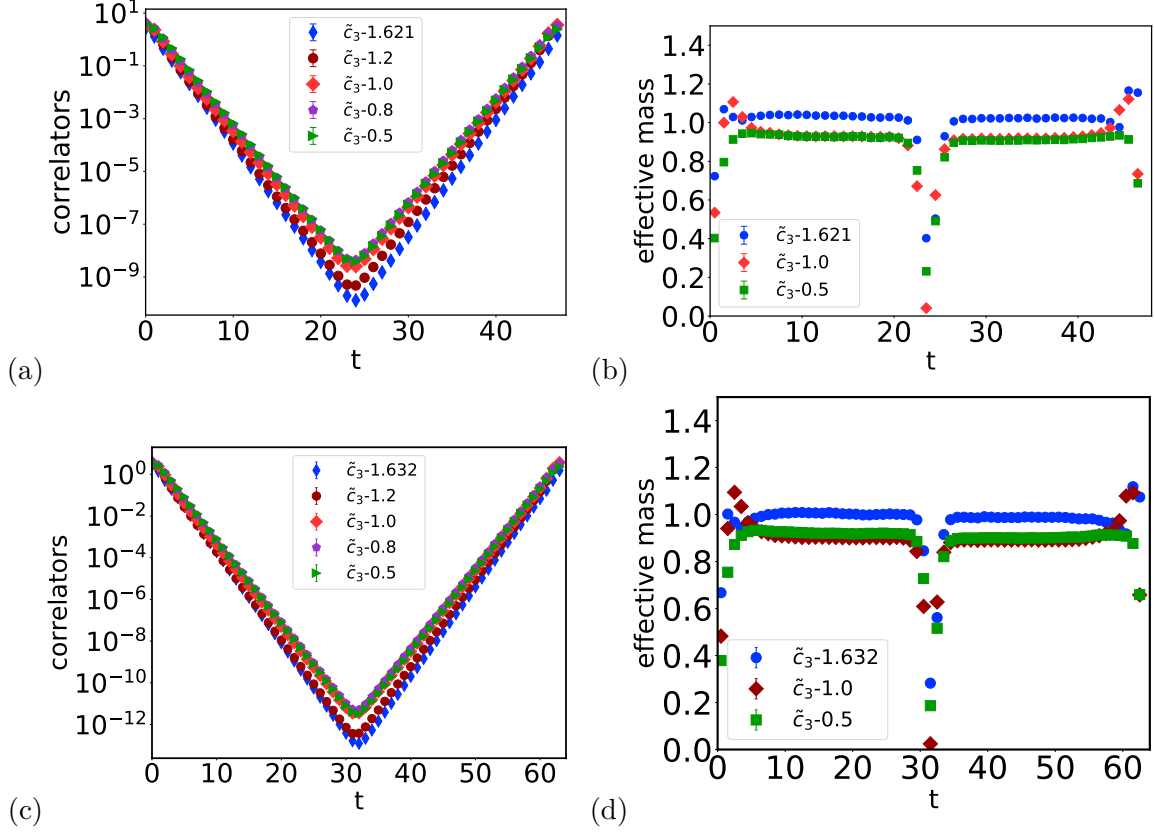 10^1
10^-1
10^-3
10^-5
10^-7
10^-9
correlators
c̃₃-1.621
c̃₃-1.2
c̃₃-1.0
c̃₃-0.8
c̃₃-0.5
0 10 20 30 40
t
(a)
1.4
1.2
1.0
0.8
0.6
0.4
0.2
0.0
effective mass
c̃₃-1.621
c̃₃-1.0
c̃₃-0.5
0 10 20 30 40
t
(b)
10^0
10^-2
10^-4
10^-6
10^-8
10^-10
10^-12
correlators
c̃₃-1.632
c̃₃-1.2
c̃₃-1.0
c̃₃-0.8
c̃₃-0.5
0 10 20 30 40 50 60
t
(c)
1.4
1.2
1.0
0.8
0.6
0.4
0.2
0.0
effective mass
c̃₃-1.632
c̃₃-1.0
c̃₃-0.5
0 10 20 30 40 50 60
t
(d)